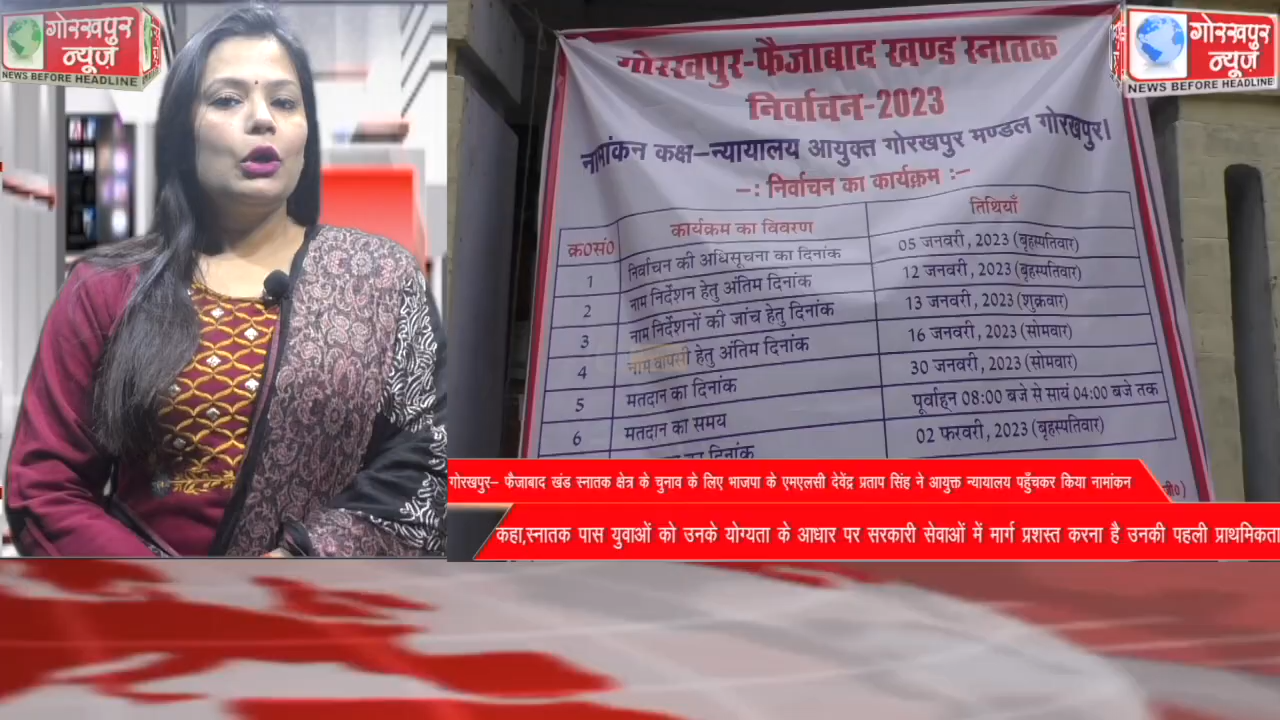 गोरखपुर
न्यूज़
NEWS BEFORE HEADLINE
गोरखपुर
न्यूज़
NEWS BEFORE HEADLINE
गोरखपुर-फैजाबाद खण्ड स्नातक
निर्वाचन-2023
नामांकन कक्ष–न्यायालय आयुक्त गोरखपुर मण्डल गोरखपुर।
–: निर्वाचन का कार्यक्रम :–
क्र0सं0 कार्यक्रम का विवरण तिथियाँ
1 निर्वाचन की अधिसूचना का दिनांक 05 जनवरी, 2023 (बृहस्पतिवार)
2 नाम निर्देशन हेतु अंतिम दिनांक 12 जनवरी, 2023 (बृहस्पतिवार)
3 नाम निर्देशनों की जांच हेतु दिनांक 13 जनवरी, 2023 (शुक्रवार)
4 नाम वापसी हेतु अंतिम दिनांक 16 जनवरी, 2023 (सोमवार)
5 मतदान का दिनांक 30 जनवरी, 2023 (सोमवार)
6 मतदान का समय पूर्वाहन 08:00 बजे से सायं 04:00 बजे तक
का दिनांक 02 फरवरी, 2023 (बृहस्पतिवार)
गोरखपुर– फैजाबाद खंड स्नातक क्षेत्र के चुनाव के लिए भाजपा के एमएलसी देवेंद्र प्रताप सिंह ने आयुक्त न्यायालय पहुँचकर किया नामांकन
कहा,स्नातक पास युवाओं को उनके योग्यता के आधार पर सरकारी सेवाओं में मार्ग प्रशस्त करना है उनकी पहली प्राथमिकता